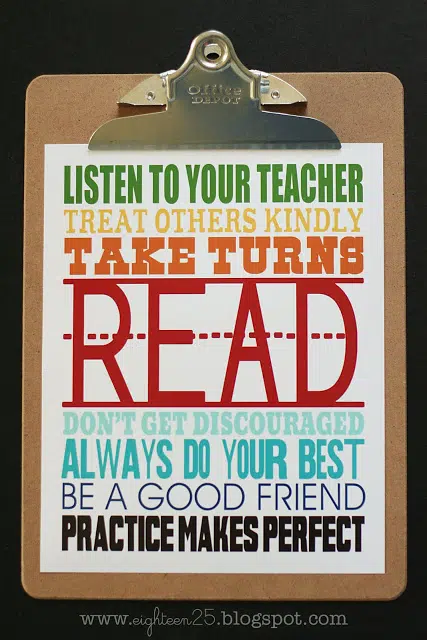 Office
DEPOT
LISTEN TO YOUR TEACHER
TREAT OTHERS KINDLY
TAKE TURNS
READ
DON'T GET DISCOURAGED
ALWAYS DO YOUR BEST
BE A GOOD FRIEND
PRACTICE MAKES PERFECT
www.eighteen25.blogspot.com